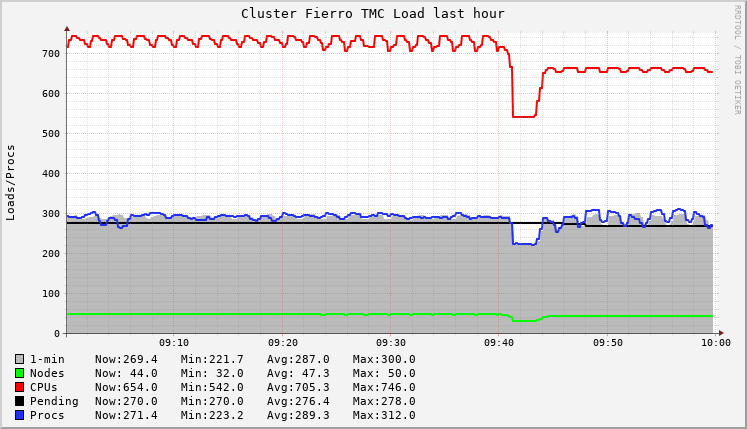 Cluster Fierro TMC Load last hour
RRDTOOL / TOBI OETIKER
Loads/Procs
700
600
500
400
300
200
100
0
09:10 09:20 09:30 09:40 09:50 10:00
1-min Now:269.4 Min:221.7 Avg:287.0 Max:300.0
Nodes Now: 44.0 Min: 32.0 Avg: 47.3 Max: 50.0
CPUs Now:654.0 Min:542.0 Avg:705.3 Max:746.0
Pending Now:270.0 Min:270.0 Avg:276.4 Max:278.0
Procs Now:271.4 Min:223.2 Avg:289.3 Max:312.0